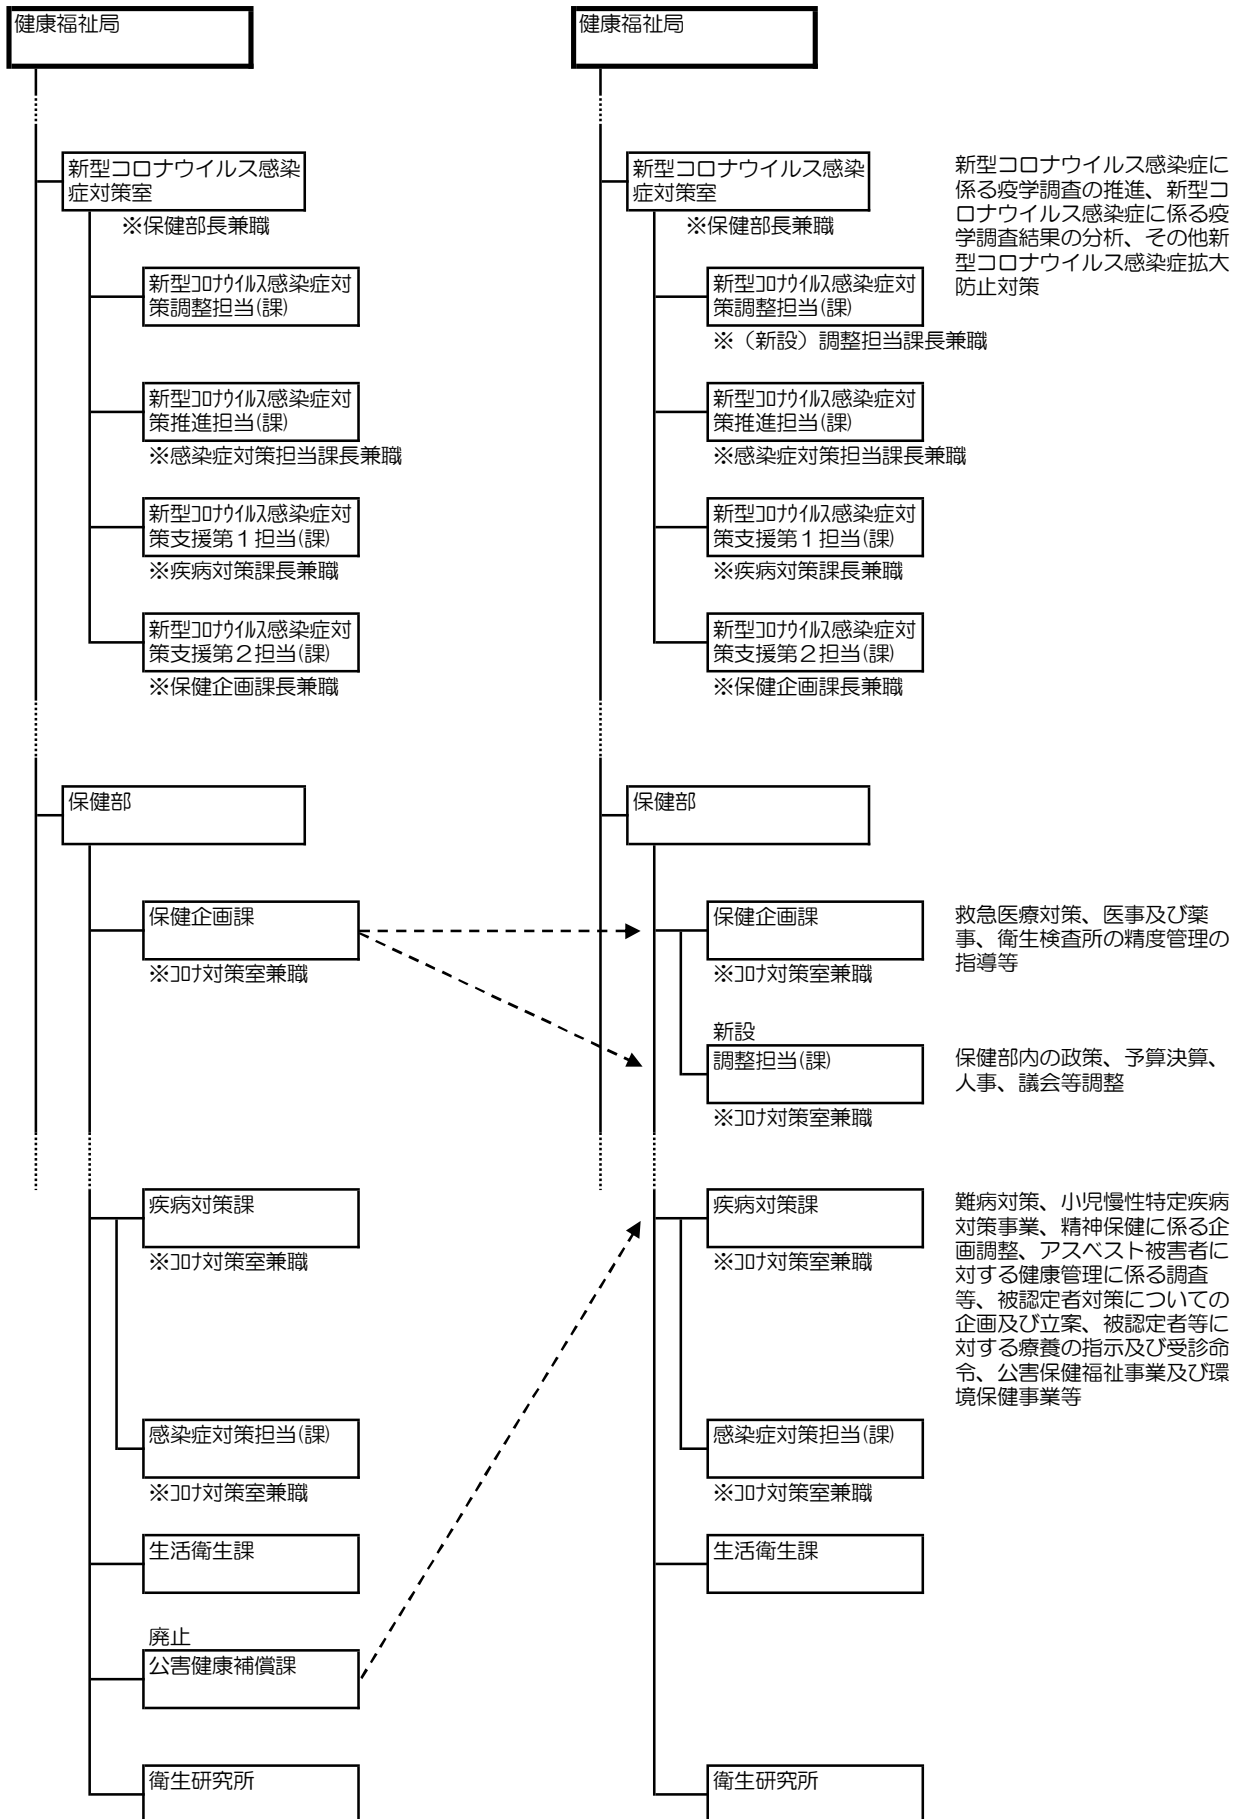 健康福祉局
新型コロナウイルス感染
症対策室
※保健部長兼職
新型ｺﾛﾅｳｲﾙｽ感染症対
策調整担当(課)
新型ｺﾛﾅｳｲﾙｽ感染症対
策推進担当(課)
※感染症対策担当課長兼職
新型ｺﾛﾅｳｲﾙｽ感染症対
策支援第１担当(課)
※疾病対策課長兼職
新型ｺﾛﾅｳｲﾙｽ感染症対
策支援第２担当(課)
※保健企画課長兼職
保健部
保健企画課
※ｺﾛﾅ対策室兼職
疾病対策課
※ｺﾛﾅ対策室兼職
感染症対策担当(課)
※ｺﾛﾅ対策室兼職
生活衛生課
廃止
公害健康補償課
衛生研究所
健康福祉局
新型コロナウイルス感染
症対策室
※保健部長兼職
新型ｺﾛﾅｳｲﾙｽ感染症対
策調整担当(課)
※（新設）調整担当課長兼職
新型ｺﾛﾅｳｲﾙｽ感染症対
策推進担当(課)
※感染症対策担当課長兼職
新型ｺﾛﾅｳｲﾙｽ感染症対
策支援第１担当(課)
※疾病対策課長兼職
新型ｺﾛﾅｳｲﾙｽ感染症対
策支援第２担当(課)
※保健企画課長兼職
保健部
保健企画課
※ｺﾛﾅ対策室兼職
新設
調整担当(課)
※ｺﾛﾅ対策室兼職
疾病対策課
※ｺﾛﾅ対策室兼職
感染症対策担当(課)
※ｺﾛﾅ対策室兼職
生活衛生課
衛生研究所
新型コロナウイルス感染症に
係る疫学調査の推進、新型コ
ロナウイルス感染症に係る疫
学調査結果の分析、その他新
型コロナウイルス感染症拡大
防止対策
救急医療対策、医事及び薬
事、衛生検査所の精度管理の
指導等
保健部内の政策、予算決算、
人事、議会等調整
難病対策、小児慢性特定疾病
対策事業、精神保健に係る企
画調整、アスベスト被害者に
対する健康管理に係る調査
等、被認定者対策についての
企画及び立案、被認定者等に
対する療養の指示及び受診命
令、公害保健福祉事業及び環
境保健事業等